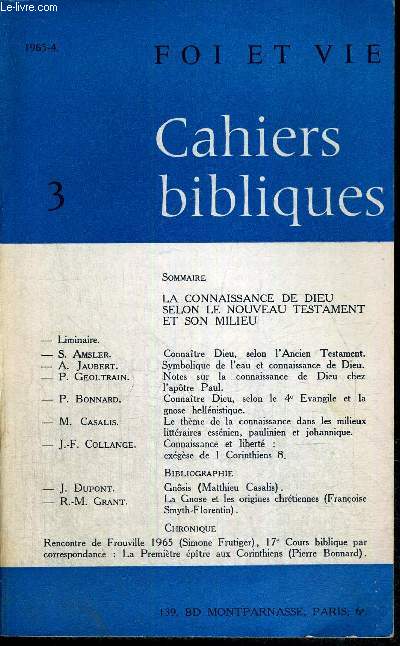 Le-livre.com
1965-4.
FOI ET VIE
Cahiers
bibliques
3
SOMMAIRE
LA CONNAISSANCE DE DIEU
SELON LE NOUVEAU TESTAMENT
ET SON MILIEU
— Liminaire.
— S. AMSLER. Connaître Dieu, selon l'Ancien Testament.
— A. JAUBERT. Symbolique de l'eau et connaissance de Dieu.
— P. GEOLTRAIN. Notes sur la connaissance de Dieu chez
l'apôtre Paul.
— P. BONNARD. Connaître Dieu, selon le 4e Evangile et la
gnose hellénistique.
— M. CASALIS. Le thème de la connaissance dans les milieux
littéraires essénien, paulinien et johannique.
— J.-F. COLLANGE. Connaissance et liberté :
exégèse de 1 Corinthiens 8.
BIBLIOGRAPHIE
— J. DUPONT. Gnôsis (Matthieu Casalis).
— R.-M. GRANT. La Gnose et les origines chrétiennes (Françoise
Smyth-Florentin).
CHRONIQUE
Rencontre de Frouville 1965 (Simone Frutiger), 17e Cours biblique par
correspondance : La Première épître aux Corinthiens (Pierre Bonnard).
139, BD MONTPARNASSE, PARIS, 6e.